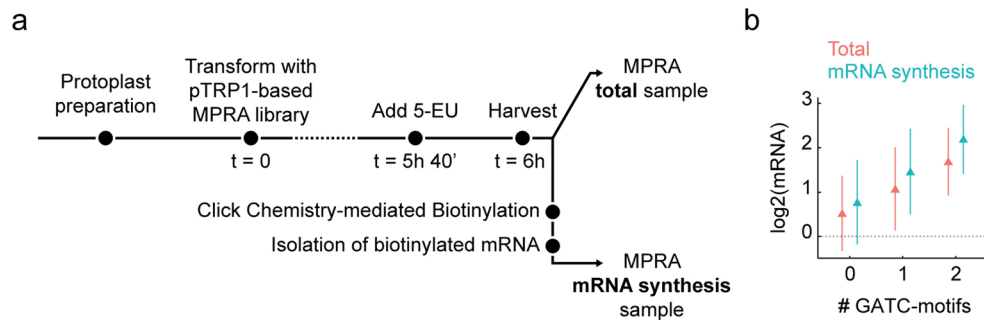 a
Protoplast
preparation
Transform with
pTRP1-based
MPRA library
t = 0
Add 5-EU
t = 5h 40’
Harvest
t = 6h
MPRA
total sample
Click Chemistry-mediated Biotinylation
Isolation of biotinylated mRNA
MPRA
mRNA synthesis
sample
b
Total
mRNA synthesis
log2(mRNA)
3
2
1
0
0 1 2
# GATC-motifs